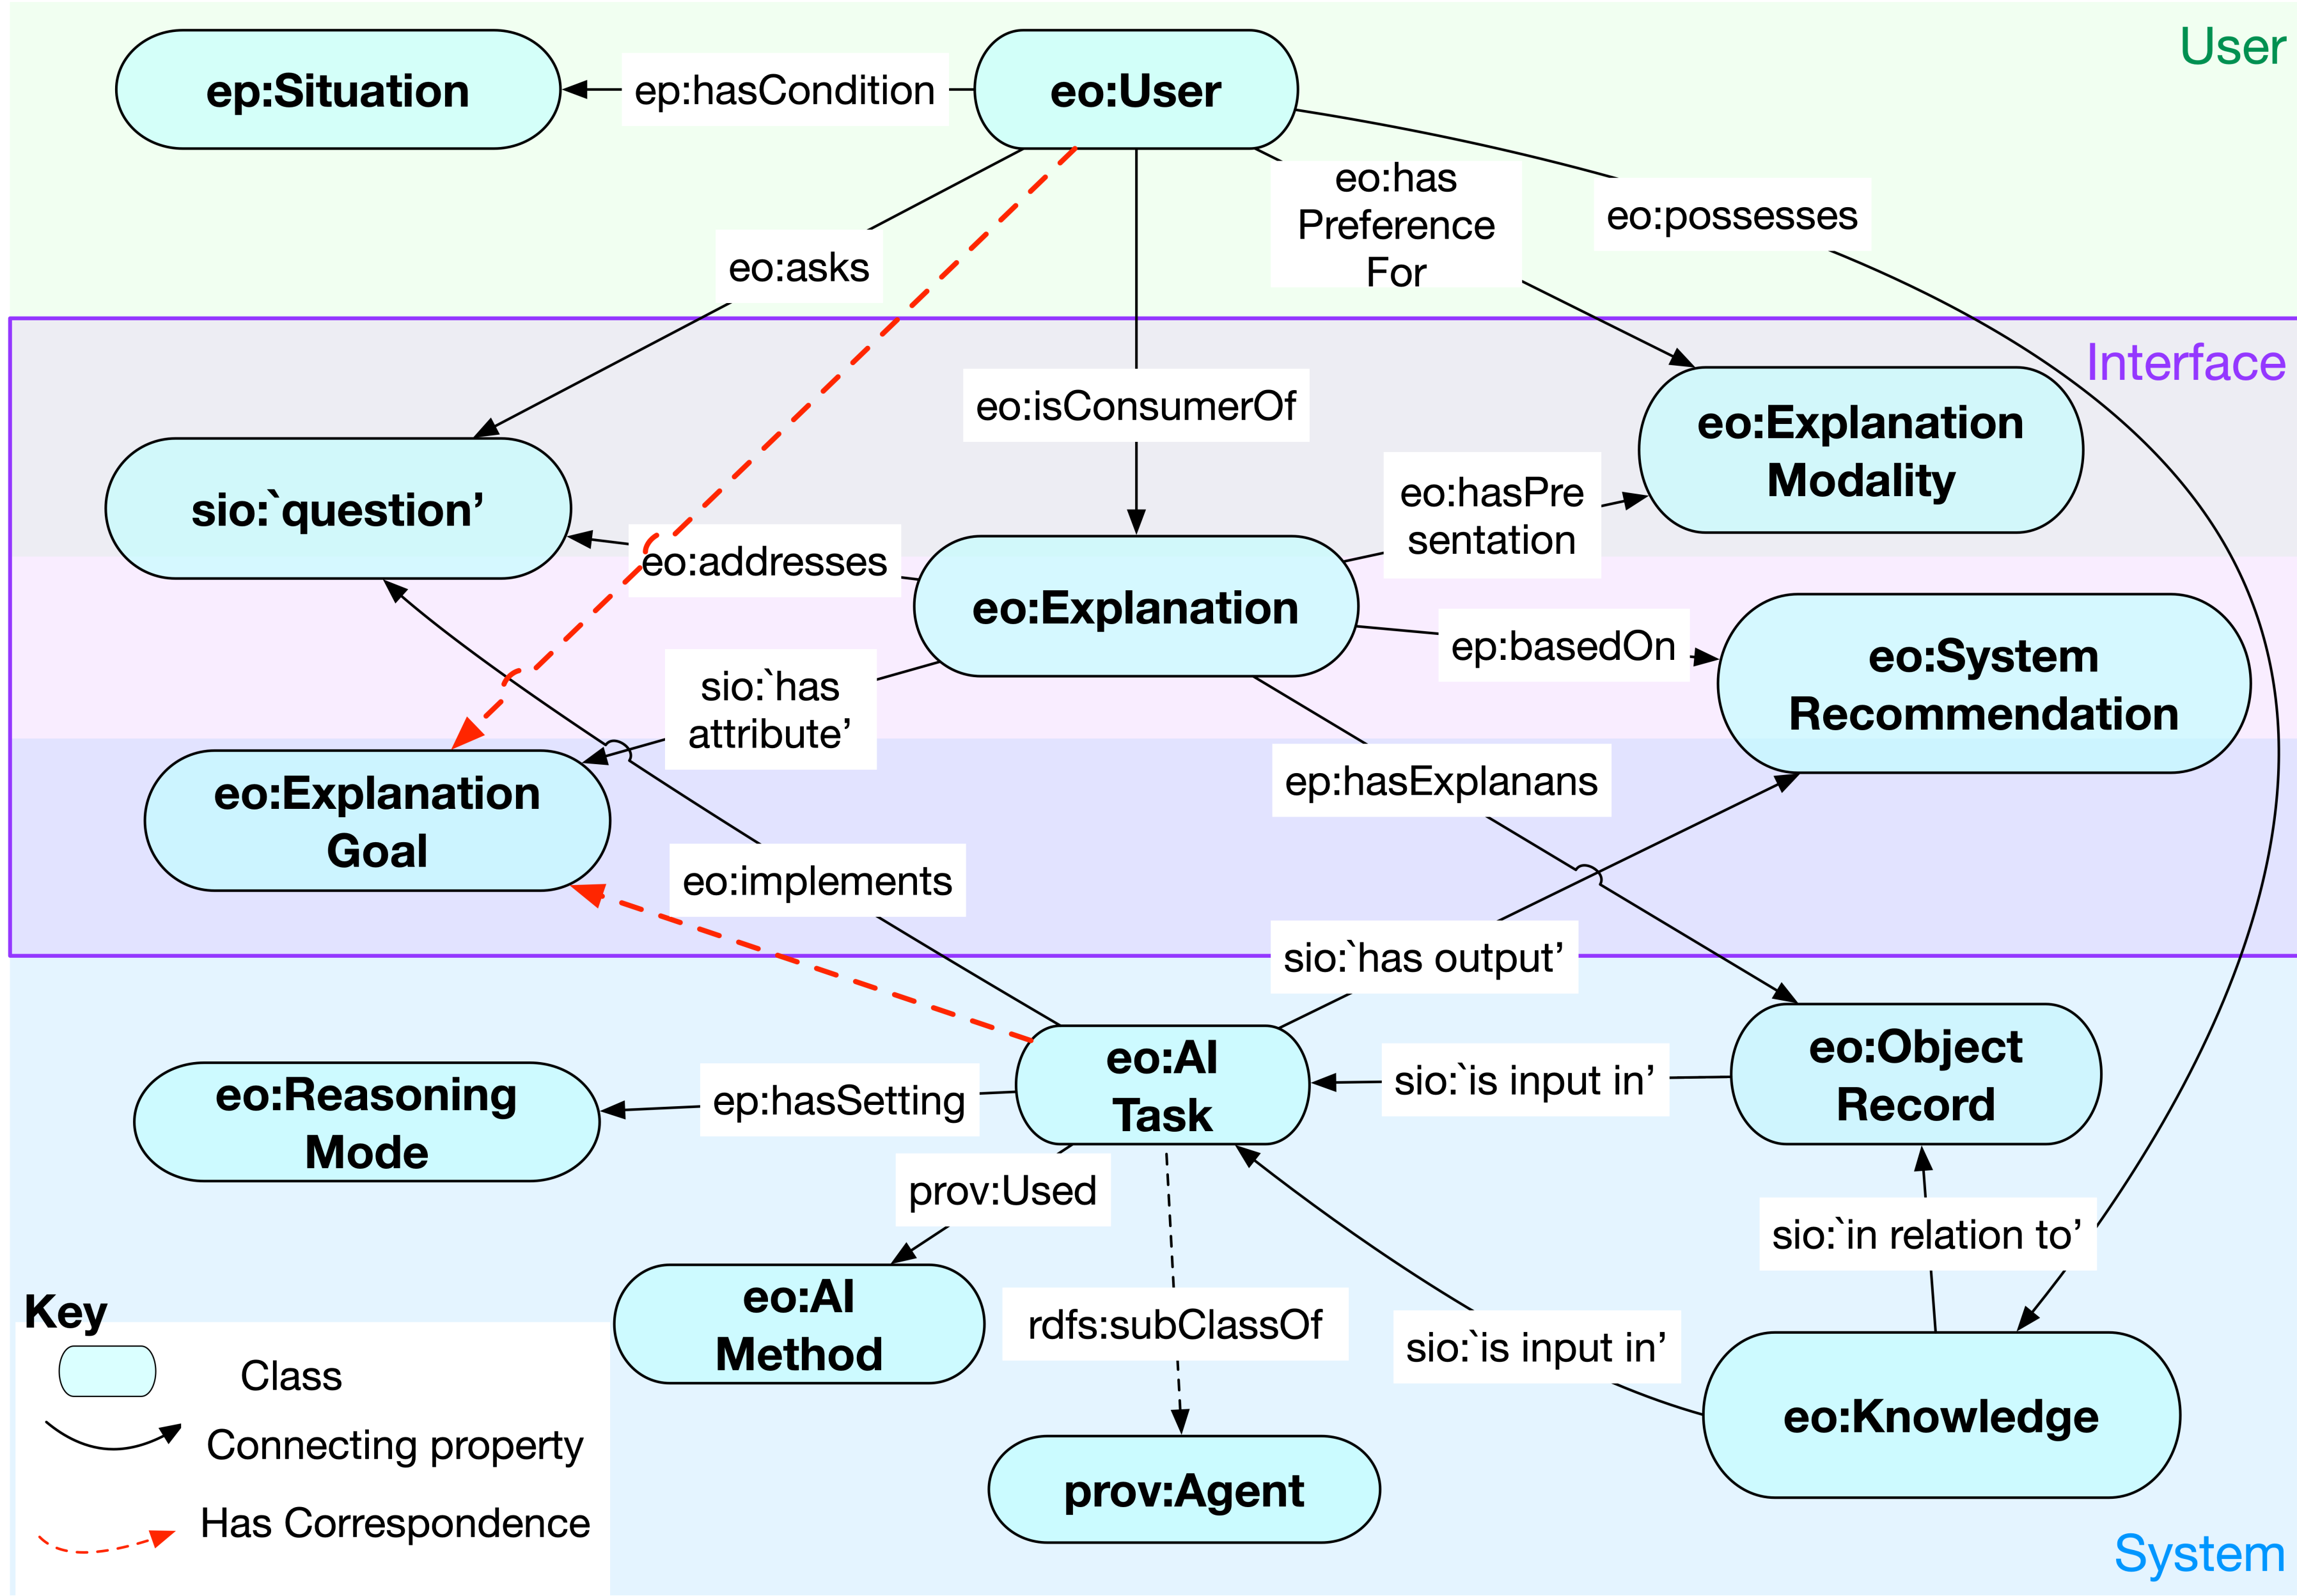 User
ep:Situation
ep:hasCondition
eo:User
eo:has
Preference
For
eo:possesses
eo:asks
Interface
eo:isConsumerOf
eo:Explanation
Modality
sio:`question’
eo:hasPre
sentation
eo:addresses
eo:Explanation
ep:basedOn
eo:System
Recommendation
sio:`has
attribute’
ep:hasExplanans
eo:Explanation
Goal
eo:implements
sio:`has output’
eo:AI
Task
eo:Object
Record
sio:`is input in’
eo:Reasoning
Mode
ep:hasSetting
prov:Used
sio:`in relation to’
eo:AI
Method
rdfs:subClassOf
sio:`is input in’
eo:Knowledge
prov:Agent
Key
Class
Connecting property
Has Correspondence
System